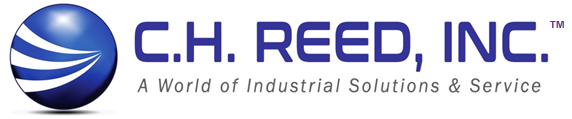 C.H. REED, INC.™
A World of Industrial Solutions & Service